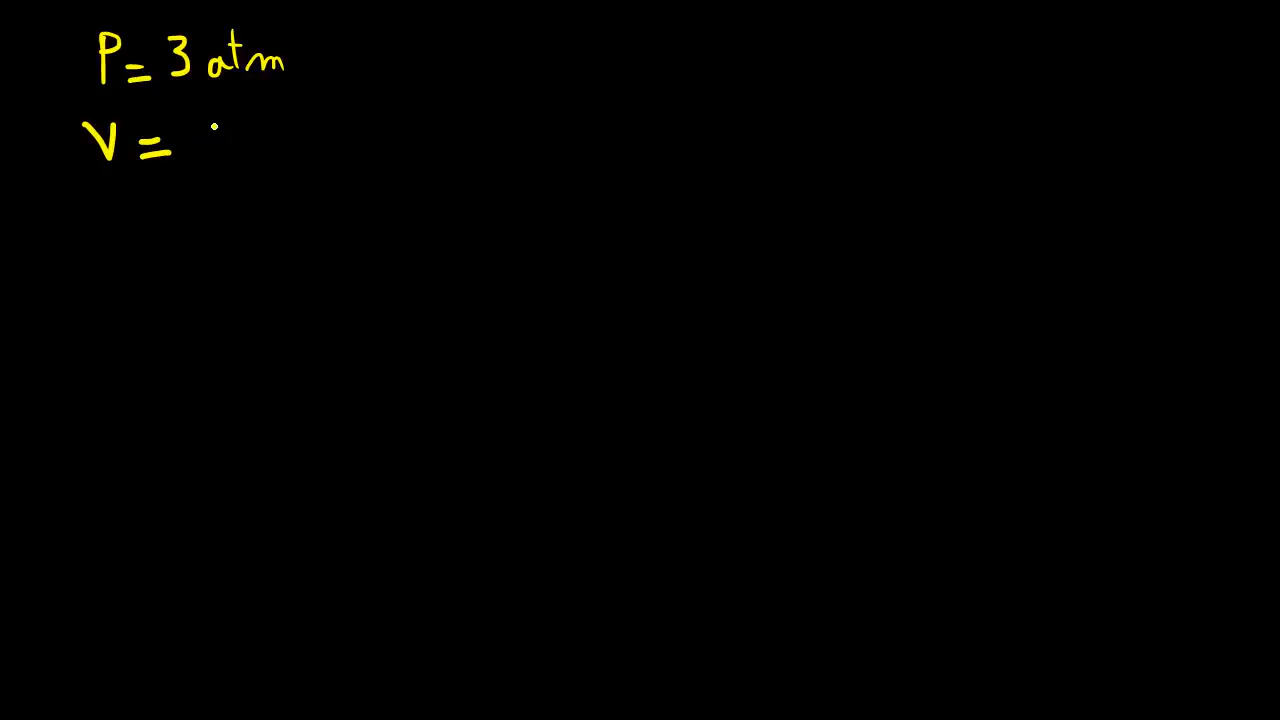 P = 3 atm
V =